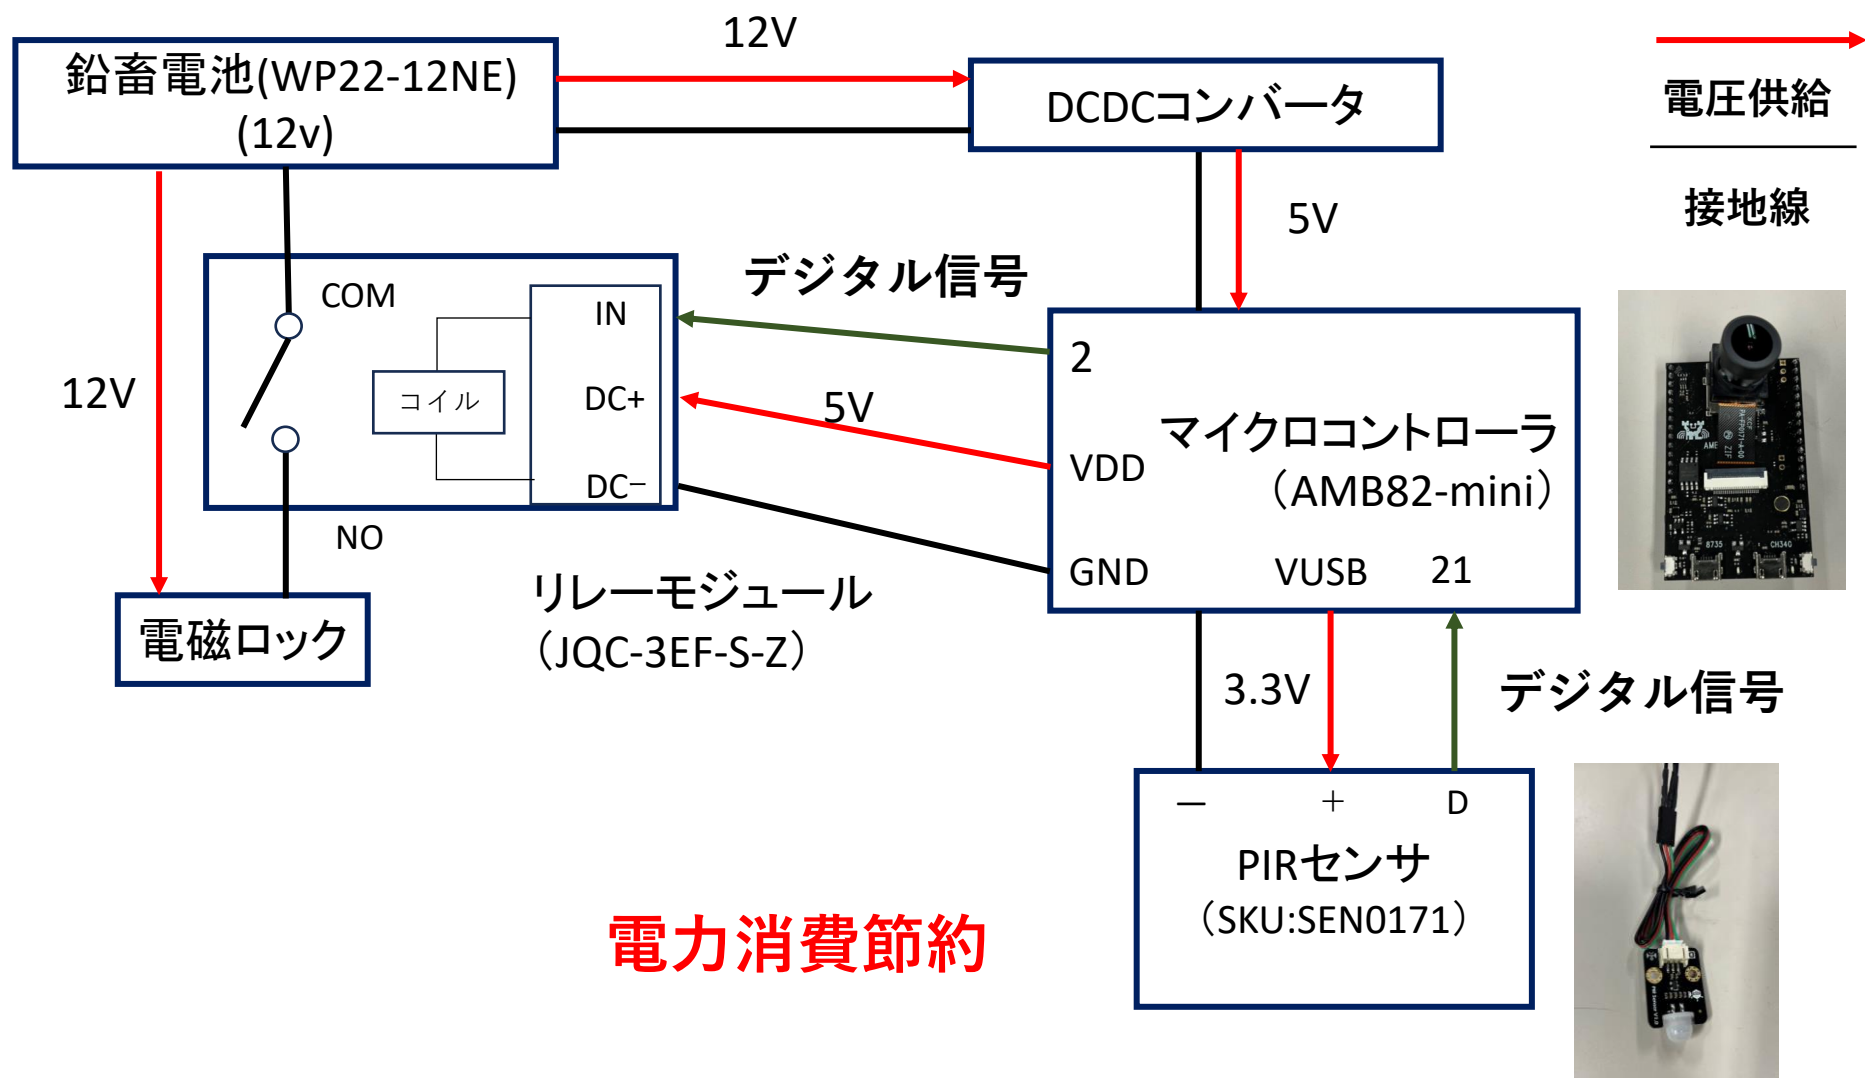 鉛畜電池(WP22-12NE)
(12v)
12V
DCDCコンバータ
電圧供給
接地線
5V
デジタル信号
COM
IN
コイル
DC+
DC−
NO
12V
5V
2
VDD
GND
マイクロコントローラ
（AMB82-mini）
VUSB
21
リレーモジュール
（JQC-3EF-S-Z）
電磁ロック
3.3V
デジタル信号
－
＋
D
PIRセンサ
（SKU:SEN0171）
電力消費節約
AME
8735
CH340